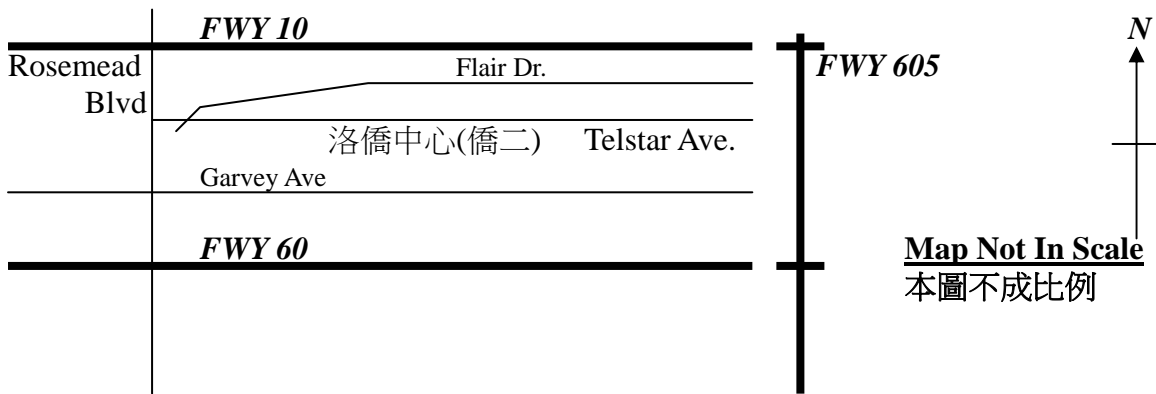 FWY 10
N
Rosemead
Blvd
Flair Dr.
FWY 605
洛僑中心(僑二)
Telstar Ave.
Garvey Ave
FWY 60
Map Not In Scale
本圖不成比例